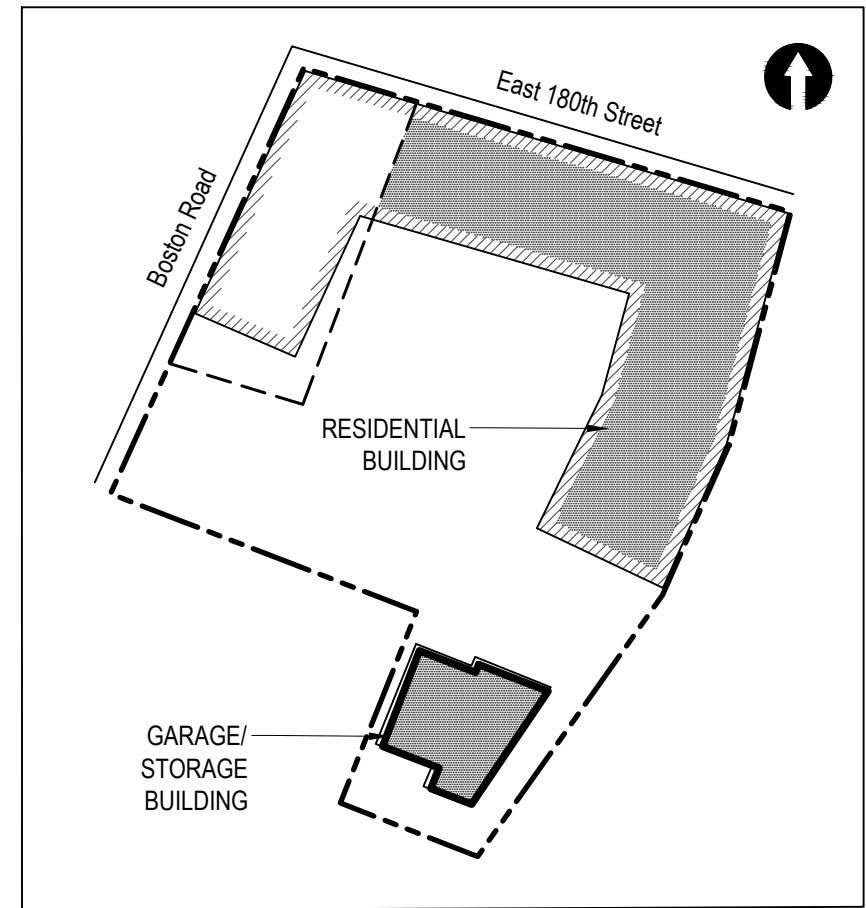 East 180th Street
Boston Road
RESIDENTIAL
BUILDING
GARAGE/
STORAGE
BUILDING